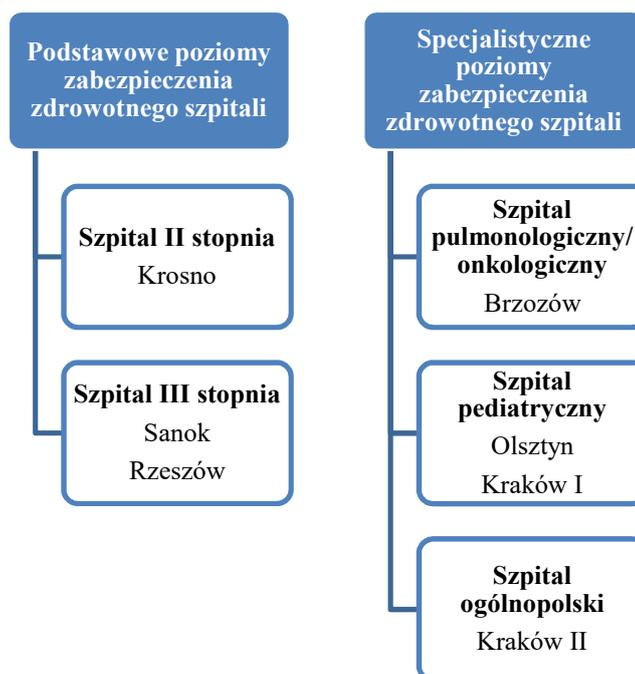 Podstawowe poziomy
zabezpieczenia
zdrowotnego szpitali
Szpital II stopnia
Krosno
Szpital III stopnia
Sanok
Rzeszów
Specjalistyczne
poziomy
zabezpieczenia
zdrowotnego szpitali
Szpital
pulmonologiczny/
onkologiczny
Brzozów
Szpital
pediatryczny
Olsztyn
Kraków I
Szpital
ogólnopolski
Kraków II